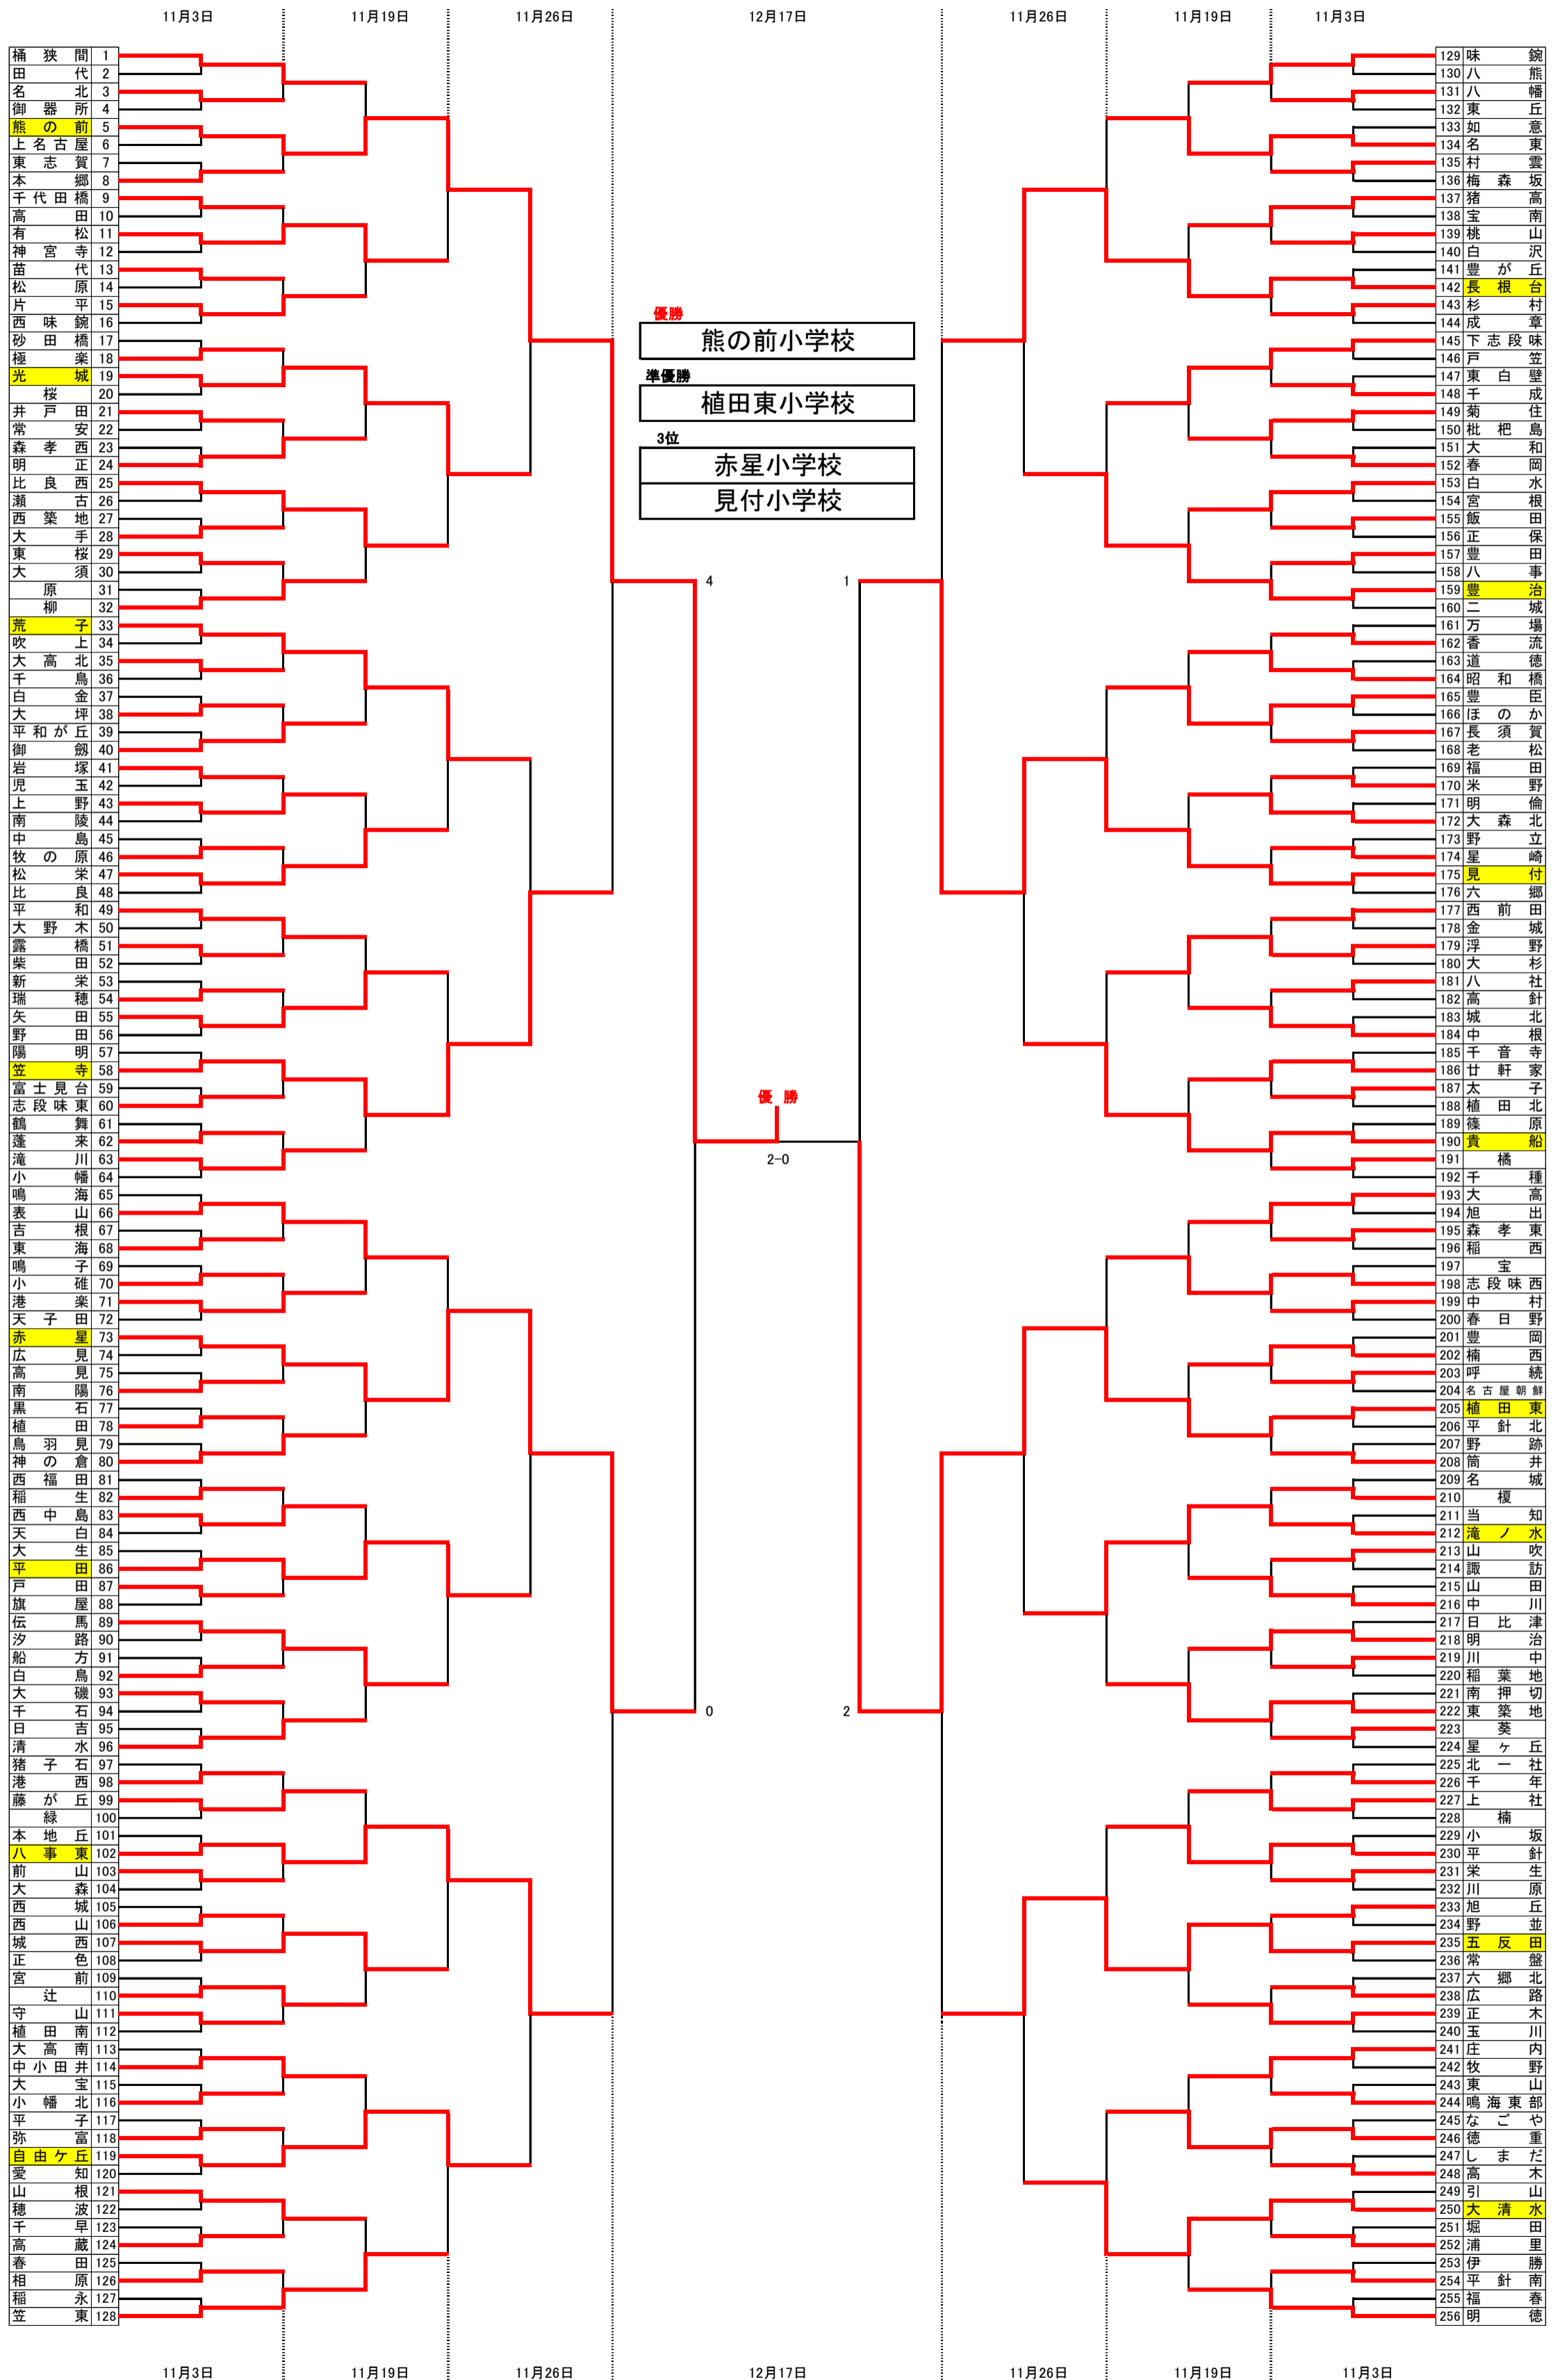 11月3日 11月19日 11月26日 12月17日 11月26日 11月19日 11月3日
桶狭間 1
田代 2
名北 3
御器所 4
熊の前 5
上名古屋 6
東志賀 7
本郷 8
千代田橋 9
高田 10
有松 11
神宮寺 12
苗代 13
松原 14
片平 15
西味鋺 16
砂田橋 17
極楽 18
光城 19
桜 20
井戸田 21
常安 22
森孝西 23
明正 24
比良西 25
瀬古 26
西築地 27
大手 28
東桜 29
大須 30
原 31
柳 32
荒子 33
吹上 34
大高北 35
千鳥 36
白金 37
大坪 38
平和が丘 39
御劔 40
岩塚 41
児玉 42
上野 43
南陵 44
中島 45
牧の原 46
松栄 47
比良 48
平和 49
大野木 50
露橋 51
柴田 52
新栄 53
瑞穂 54
矢田 55
野田 56
陽明 57
笠寺 58
富士見台 59
志段味東 60
鶴舞 61
蓬来 62
滝川 63
小幡 64
鳴海 65
表山 66
吉根 67
東海 68
鳴子 69
小碓 70
港楽 71
天子田 72
赤星 73
広見 74
高見 75
南陽 76
黒石 77
植田 78
鳥羽見 79
神の倉 80
西福田 81
稲生 82
西中島 83
天白 84
大生 85
平田 86
戸田 87
旗屋 88
伝馬 89
汐路 90
船方 91
白鳥 92
大磯 93
千石 94
日吉 95
清水 96
猪子石 97
港西 98
藤が丘 99
緑 100
本地丘 101
八事東 102
前山 103
大森 104
西城 105
西山 106
城西 107
正色 108
宮前 109
辻 110
守山 111
植田南 112
大高南 113
中小田井 114
大宝 115
小幡北 116
平子 117
弥富 118
自由ケ丘 119
愛知 120
山根 121
穂波 122
千早 123
高蔵 124
春田 125
相原 126
稲永 127
笠東 128
優勝
熊の前小学校
準優勝
植田東小学校
3位
赤星小学校
見付小学校
4 1
優勝
2-0
0 2
129 味鋺
130 八熊
131 八幡
132 東丘
133 如意
134 名東
135 村雲
136 梅森坂
137 猪高
138 宝南
139 桃山
140 白沢
141 豊が丘
142 長根台
143 杉村
144 成章
145 下志段味
146 戸笠
147 東白壁
148 千成
149 菊住
150 枇杷島
151 大和
152 春岡
153 白水
154 宮根
155 飯田
156 正保
157 豊田
158 八事
159 豊治
160 二城
161 万場
162 香流
163 道徳
164 昭和橋
165 豊臣
166 ほのか
167 長須賀
168 老松
169 福田
170 米野
171 明倫
172 大森北
173 野立
174 星崎
175 見付
176 六郷
177 西前田
178 金城
179 浮野
180 大杉
181 八社
182 高針
183 城北
184 中根
185 千音寺
186 廿軒家
187 太子
188 植田北
189 篠原
190 貴船
191 橘
192 千種
193 大高
194 旭出
195 森孝東
196 稲西
197 宝
198 志段味西
199 中村
200 春日野
201 豊岡
202 楠西
203 呼続
204 名古屋朝鮮
205 植田東
206 平針北
207 野跡
208 筒井
209 名城
210 榎
211 当知
212 滝ノ水
213 山吹
214 諏訪
215 山田
216 中川
217 日比津
218 明治
219 川中
220 稲葉地
221 南押切
222 東築地
223 葵
224 星ヶ丘
225 北一社
226 千年
227 上社
228 楠
229 小坂
230 平針
231 栄生
232 川原
233 旭丘
234 野並
235 五反田
236 常盤
237 六郷北
238 広路
239 正木
240 玉川
241 庄内
242 牧野
243 東山
244 鳴海東部
245 なごや
246 徳重
247 しまだ
248 高木
249 引山
250 大清水
251 堀田
252 浦里
253 伊勝
254 平針南
255 福春
256 明徳
11月3日 11月19日 11月26日 12月17日 11月26日 11月19日 11月3日